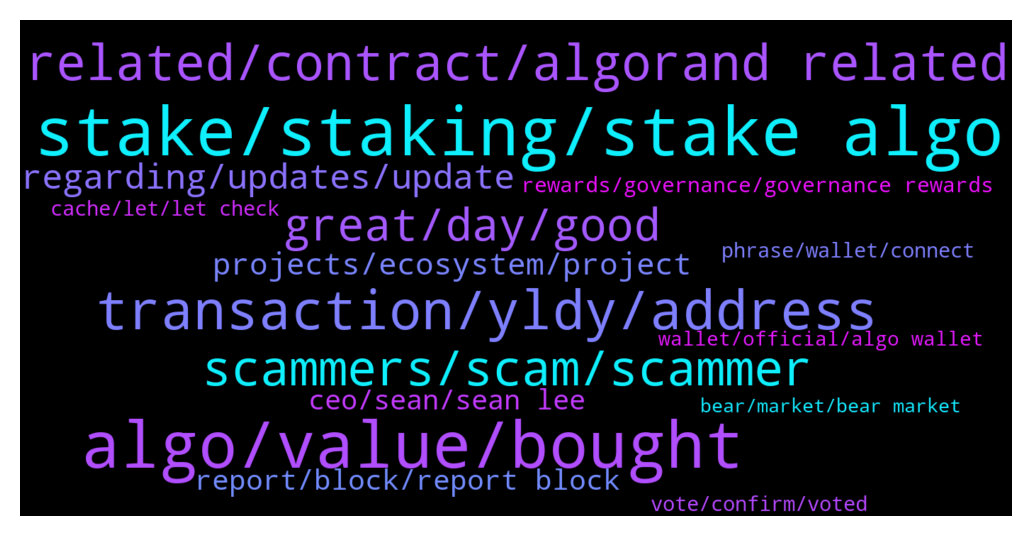 related/contract/algorand related
stake/staking/stake algo
regarding/updates/update
rewards/governance/governance rewards
cache/let/let check
great/day/good
phrase/wallet/connect
projects/ecosystem/project
transaction/yldy/address
wallet/official/algo wallet
scammers/scam/scammer
ceo/sean/sean lee
bear/market/bear market
algo/value/bought
report/block/report block
vote/confirm/voted